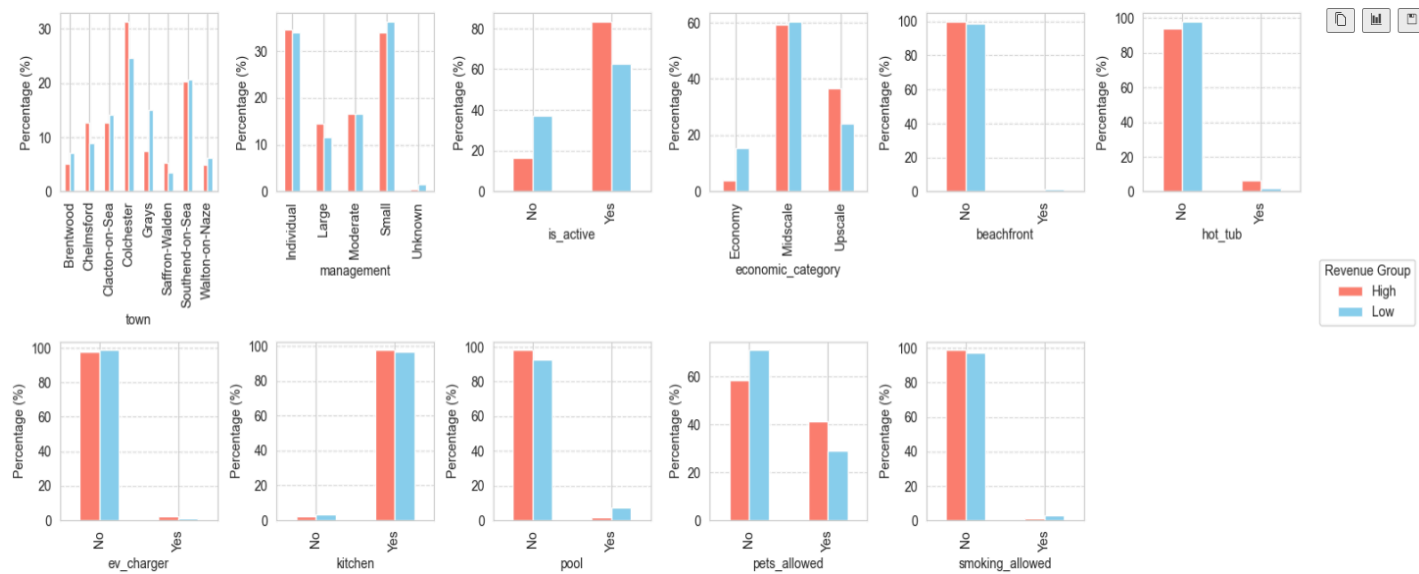 Percentage (%)
30
20
10
0
Brentwood
Chelmsford
Clacton-on-Sea
Colchester
Grays
Saffron-Walden
Southend-on-Sea
Walton-on-Naze
town
Percentage (%)
30
20
10
0
Individual
Large
Moderate
Small
Unknown
management
Percentage (%)
80
60
40
20
0
No
Yes
is_active
Percentage (%)
60
40
20
0
Economy
Midscale
Upscale
economic_category
Percentage (%)
100
80
60
40
20
0
No
Yes
beachfront
Percentage (%)
100
80
60
40
20
0
No
Yes
hot_tub
Revenue Group
High
Low
Percentage (%)
100
80
60
40
20
0
No
Yes
ev_charger
Percentage (%)
100
80
60
40
20
0
No
Yes
kitchen
Percentage (%)
100
80
60
40
20
0
No
Yes
pool
Percentage (%)
60
40
20
0
No
Yes
pets_allowed
Percentage (%)
100
80
60
40
20
0
No
Yes
smoking_allowed